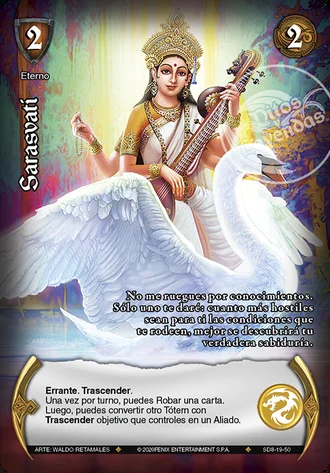 2
2
Eterno
Sarasvati
Mitos
y Leyendas
No me ruegues por conocimientos.
Sólo uno te daré: cuanto más hostiles
sean para ti las condiciones que
te rodeen, mejor se descubrirá tu
verdadera sabiduría.
Errante. Trascender.
Una vez por turno, puedes Robar una carta.
Luego, puedes convertir otro Tótem con
Trascender objetivo que controles en un Aliado.
ARTE: WALDO RETAMALES
© 2020 FENIX ENTERTAINMENT S.P.A.
SD8-19-50